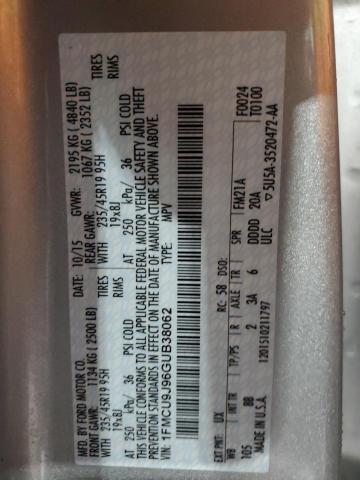 MFD. BY FORD MOTOR CO.
DATE: 10/15 GVWR: 2195 KG ( 4840 LB)
FRONT GAWR: 1134 KG ( 2500 LB) REAR GAWR: 1067 KG ( 2352 LB)
WITH 235/45R19 95H TIRES WITH 235/45R19 95H TIRES
19x8J RIMS 19x8J RIMS
AT 250 kPa/ 36 PSI COLD AT 250 kPa/ 36 PSI COLD
THIS VEHICLE CONFORMS TO ALL APPLICABLE FEDERAL MOTOR VEHICLE SAFETY AND THEFT
PREVENTION STANDARDS IN EFFECT ON THE DATE OF MANUFACTURE SHOWN ABOVE.
VIN: 1FMCU9J96GUB38062 TYPE: MPV
F0024
T0100
EXT PNT: UX RC: 58 DSO: FM21A
WB INT TR TP/PS R AXLE TR SPR
105 8B 2 3A 6 DDDD 20A
MADE IN U.S.A. 1201510211797 ULC
5U5A-3520472-AA